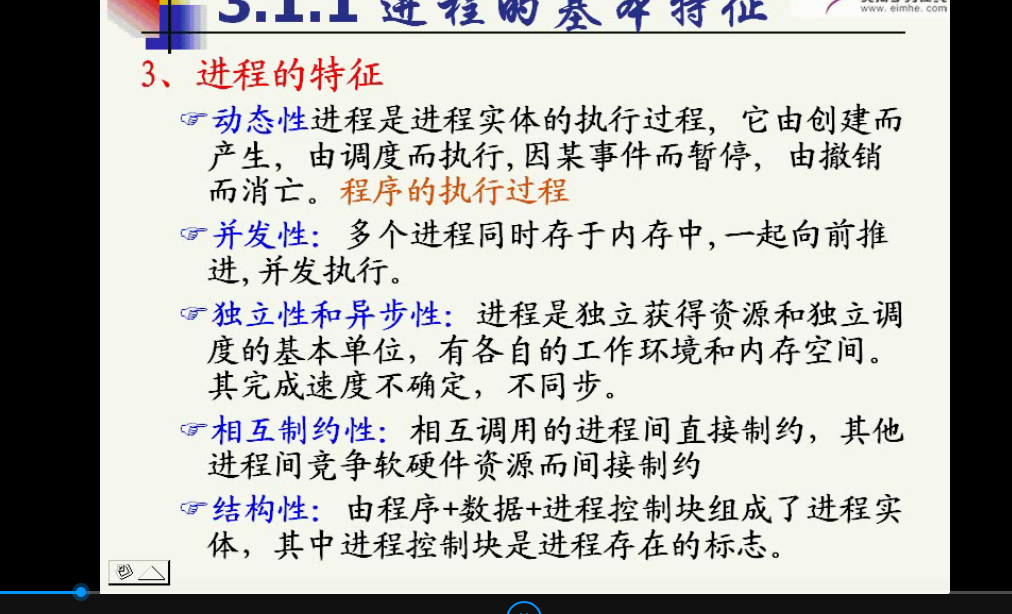 3.1.1 进程的基本特征
www.eimhe.com
3、进程的特征
动态性进程是进程实体的执行过程，它由创建而
产生，由调度而执行,因某事件而暂停，由撤销
而消亡。程序的执行过程
并发性：多个进程同时存于内存中,一起向前推
进,并发执行。
独立性和异步性：进程是独立获得资源和独立调
度的基本单位，有各自的工作环境和内存空间。
其完成速度不确定，不同步。
相互制约性：相互调用的进程间直接制约，其他
进程间竞争软硬件资源而间接制约
结构性：由程序+数据+进程控制块组成了进程实
体，其中进程控制块是进程存在的标志。